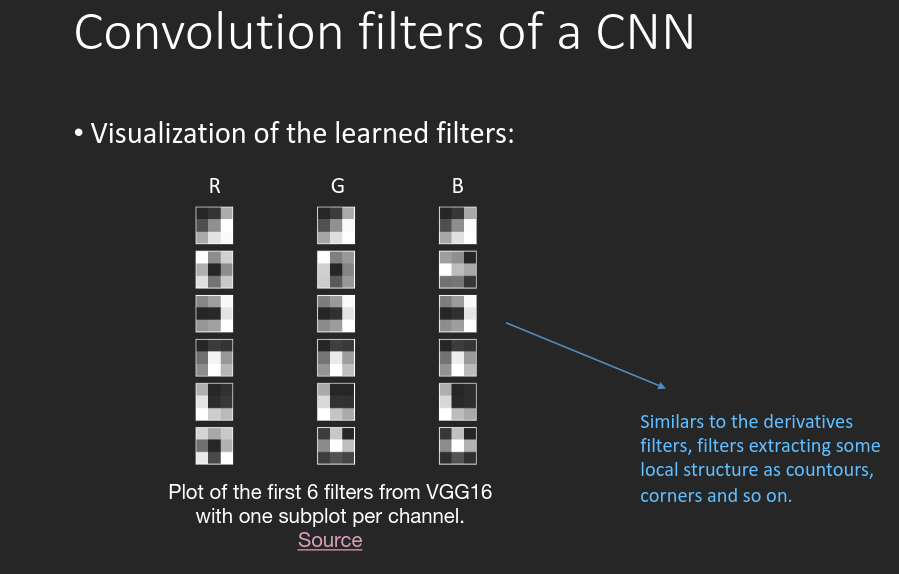 Convolution filters of a CNN
• Visualization of the learned filters:
R G B
Plot of the first 6 filters from VGG16
with one subplot per channel.
Source
Similars to the derivatives
filters, filters extracting some
local structure as countours,
corners and so on.